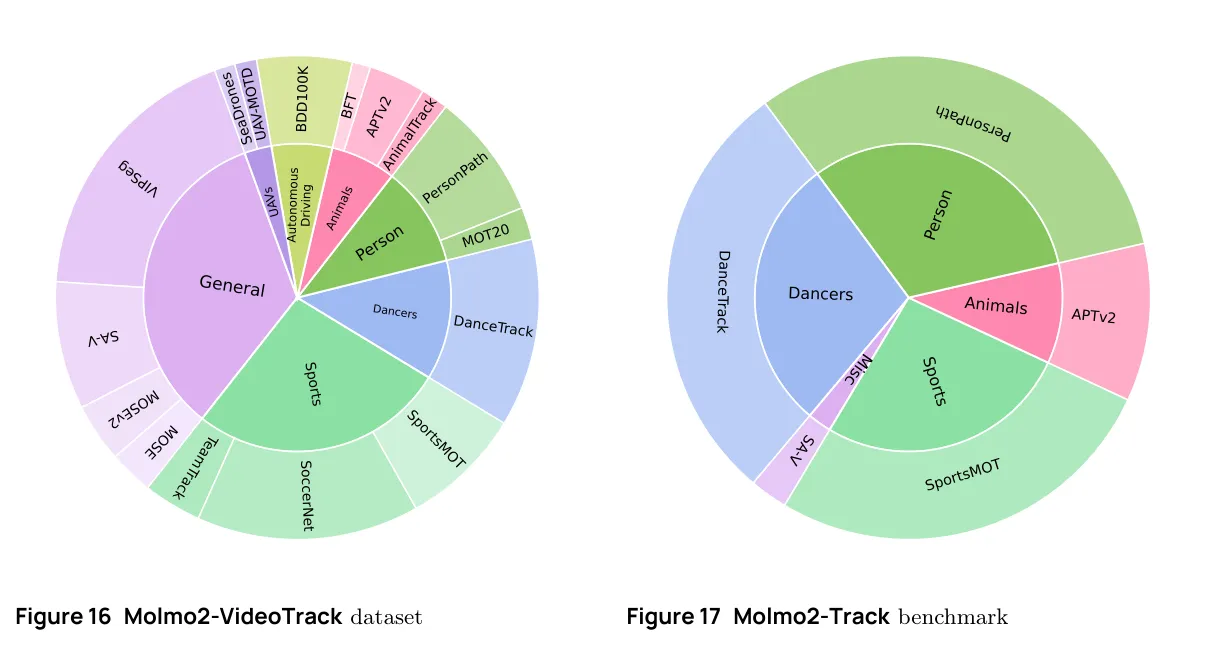 SeaDrones
UAV-MOTD
BDD100K
BFT
APTv2
AnimalTrack
PersonPath
MOT20
DanceTrack
SportsMOT
SoccerNet
TeamTrack
MOSE
MOSEv2
SA-V
VIPSeg
General
UAVs
Autonomous
Driving
Animals
Person
Dancers
Sports
Figure 16 Molmo2-VideoTrack dataset
PersonPath
APTv2
SportsMOT
SA-V
DanceTrack
Person
Animals
Sports
Misc
Dancers
Figure 17 Molmo2-Track benchmark